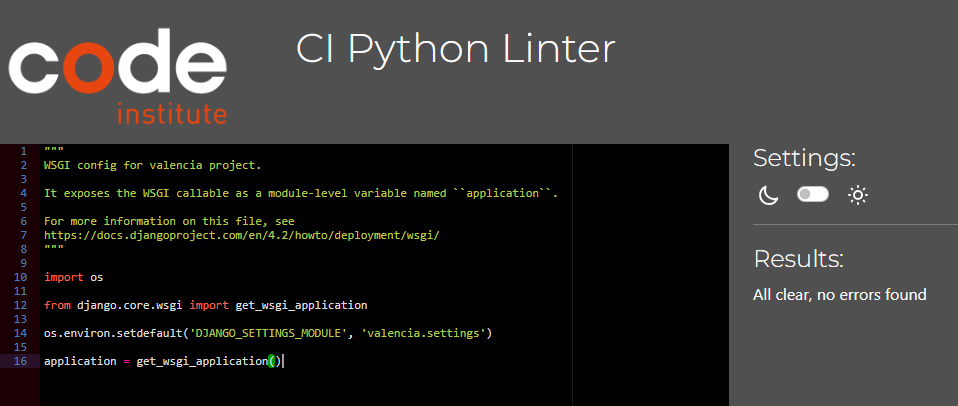 code
institute
CI Python Linter
1 """
2 WSGI config for valencia project.
3
4 It exposes the WSGI callable as a module-level variable named ``application``.
5
6 For more information on this file, see
7 https://docs.djangoproject.com/en/4.2/howto/deployment/wsgi/
8 """
9
10 import os
11
12 from django.core.wsgi import get_wsgi_application
13
14 os.environ.setdefault('DJANGO_SETTINGS_MODULE', 'valencia.settings')
15
16 application = get_wsgi_application()
Settings:
Results:
All clear, no errors found